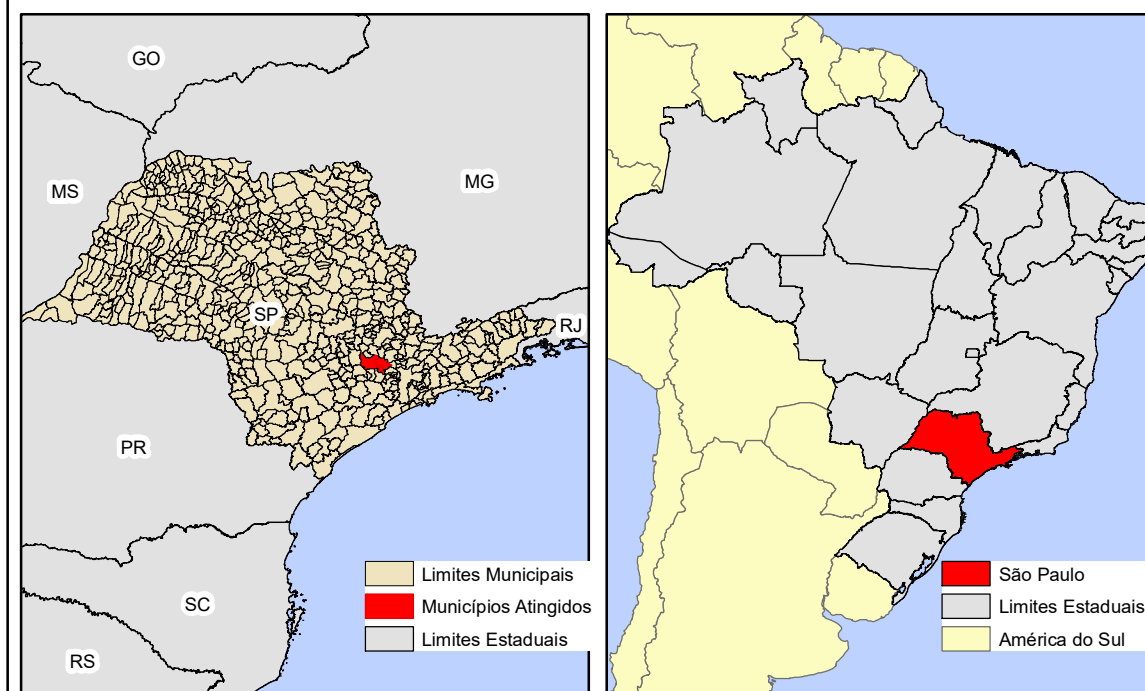 GO
MS
MG
SP
RJ
PR
SC
RS
Limites Municipais
Municípios Atingidos
Limites Estaduais
São Paulo
Limites Estaduais
América do Sul